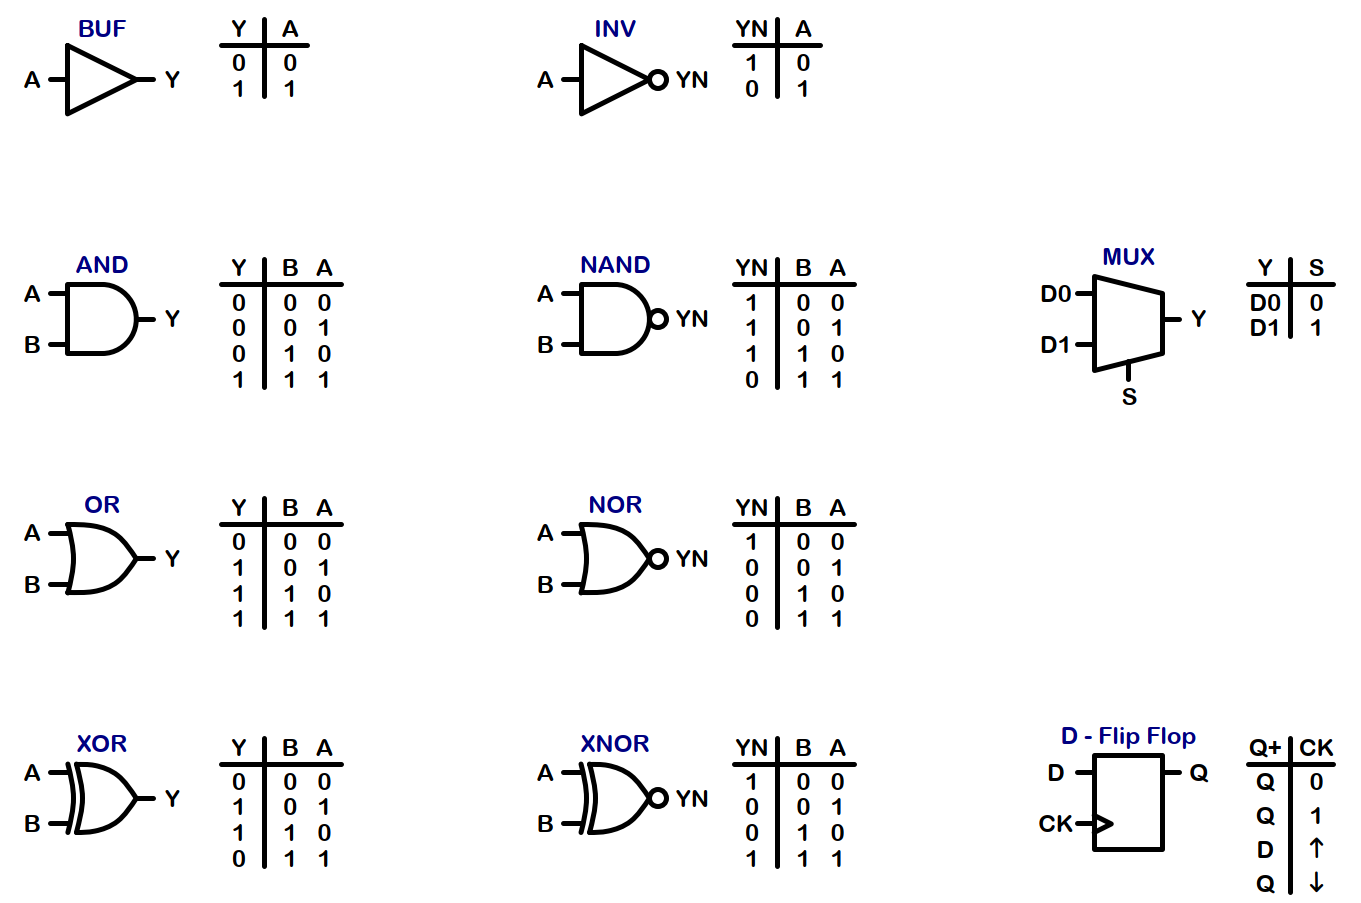 BUF
Y A
A Y
0 0
1 1
INV
YN A
A YN
1 0
0 1
AND
Y B A
A
B
Y
0 0 0
0 0 1
0 1 0
1 1 1
NAND
YN B A
A
B
YN
1 0 0
1 0 1
1 1 0
0 1 1
MUX
D0
D1
Y
S
Y S
D0 0
D1 1
OR
Y B A
A
B
Y
0 0 0
1 0 1
1 1 0
1 1 1
NOR
YN B A
A
B
YN
1 0 0
0 0 1
0 1 0
0 1 1
XOR
Y B A
A
B
Y
0 0 0
1 0 1
1 1 0
0 1 1
XNOR
YN B A
A
B
YN
1 0 0
0 0 1
0 1 0
1 1 1
D - Flip Flop
D Q
CK
Q+ CK
Q 0
Q 1
D ↑
Q ↓